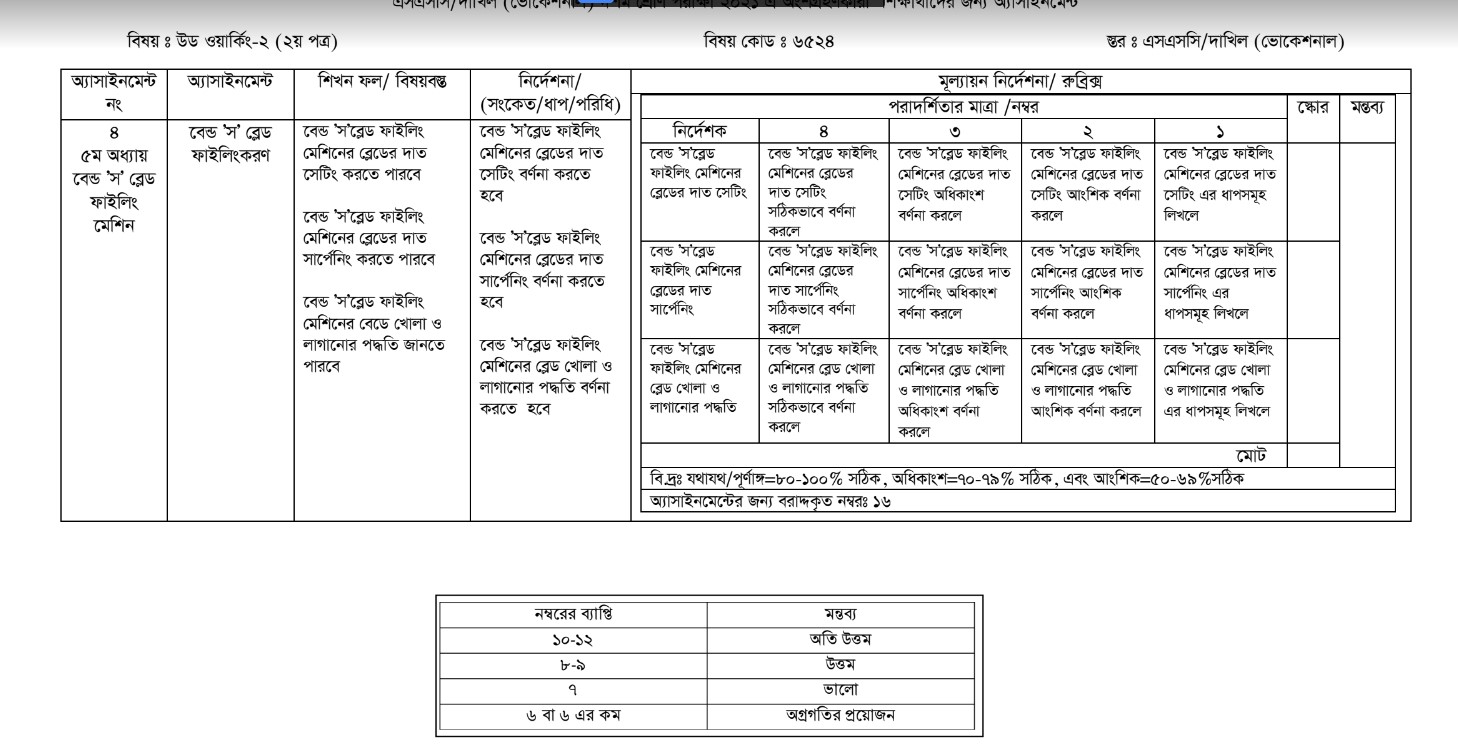 এসএসসি/দাখিল (ভোকেশনাল) দশম শ্রেণি পরীক্ষা ২০২১ এ অংশগ্রহণকারী শিক্ষার্থীদের জন্য অ্যাসাইনমেন্ট
বিষয় ঃ উড ওয়ার্কিং-২ (২য় পত্র) বিষয় কোড ঃ ৬৫২৪ স্তর ঃ এসএসসি/দাখিল (ভোকেশনাল)
অ্যাসাইনমেন্ট
নং
অ্যাসাইনমেন্ট
শিখন ফল/ বিষয়বস্তু
নির্দেশনা/
(সংকেত/ধাপ/পরিধি)
মূল্যায়ন নির্দেশনা/ রুব্রিক্স
পরাদর্শিতার মাত্রা /নম্বর
স্কোর
মন্তব্য
নির্দেশক ৪ ৩ ২ ১
৪
৫ম অধ্যায়
বেন্ড 'স' ব্লেড
ফাইলিং
মেশিন
বেন্ড 'স' ব্লেড
ফাইলিংকরণ
বেন্ড 'স'ব্লেড ফাইলিং
মেশিনের ব্লেডের দাত
সেটিং করতে পারবে
বেন্ড 'স'ব্লেড ফাইলিং
মেশিনের ব্লেডের দাত
সার্পেনিং করতে পারবে
বেন্ড 'স'ব্লেড ফাইলিং
মেশিনের বেডে খোলা ও
লাগানোর পদ্ধতি জানতে
পারবে
বেন্ড 'স'ব্লেড ফাইলিং
মেশিনের ব্লেডের দাত
সেটিং বর্ণনা করতে
হবে
বেন্ড 'স'ব্লেড ফাইলিং
মেশিনের ব্লেডের দাত
সার্পেনিং বর্ণনা করতে
হবে
বেন্ড 'স'ব্লেড ফাইলিং
মেশিনের ব্লেড খোলা ও
লাগানোর পদ্ধতি বর্ণনা
করতে হবে
বেন্ড 'স'ব্লেড
ফাইলিং মেশিনের
ব্লেডের দাত সেটিং
বেন্ড 'স'ব্লেড ফাইলিং
মেশিনের ব্লেডের
দাত সেটিং
সঠিকভাবে বর্ণনা
করলে
বেন্ড 'স'ব্লেড ফাইলিং
মেশিনের ব্লেডের দাত
সেটিং অধিকাংশ
বর্ণনা করলে
বেন্ড 'স'ব্লেড ফাইলিং
মেশিনের ব্লেডের দাত
সেটিং আংশিক বর্ণনা
করলে
বেন্ড 'স'ব্লেড ফাইলিং
মেশিনের ব্লেডের দাত
সেটিং এর ধাপসমূহ
লিখলে
বেন্ড 'স'ব্লেড
ফাইলিং মেশিনের
ব্লেডের দাত
সার্পেনিং
বেন্ড 'স'ব্লেড ফাইলিং
মেশিনের ব্লেডের
দাত সার্পেনিং
সঠিকভাবে বর্ণনা
করলে
বেন্ড 'স'ব্লেড ফাইলিং
মেশিনের ব্লেডের দাত
সার্পেনিং অধিকাংশ
বর্ণনা করলে
বেন্ড 'স'ব্লেড ফাইলিং
মেশিনের ব্লেডের দাত
সার্পেনিং আংশিক
বর্ণনা করলে
বেন্ড 'স'ব্লেড ফাইলিং
মেশিনের ব্লেডের দাত
সার্পেনিং এর
ধাপসমূহ লিখলে
বেন্ড 'স'ব্লেড
ফাইলিং মেশিনের
ব্লেড খোলা ও
লাগানোর পদ্ধতি
বেন্ড 'স'ব্লেড ফাইলিং
মেশিনের ব্লেড খোলা
ও লাগানোর পদ্ধতি
সঠিকভাবে বর্ণনা
করলে
বেন্ড 'স'ব্লেড ফাইলিং
মেশিনের ব্লেড খোলা
ও লাগানোর পদ্ধতি
অধিকাংশ বর্ণনা
করলে
বেন্ড 'স'ব্লেড ফাইলিং
মেশিনের ব্লেড খোলা
ও লাগানোর পদ্ধতি
আংশিক বর্ণনা করলে
বেন্ড 'স'ব্লেড ফাইলিং
মেশিনের ব্লেড খোলা
ও লাগানোর পদ্ধতি
এর ধাপসমূহ লিখলে
মোট
বি.দ্রঃ যথাযথ/পূর্ণাঙ্গ=৮০-১০০% সঠিক, অধিকাংশ=৭০-৭৯% সঠিক, এবং আংশিক=৫০-৬৯%সঠিক
অ্যাসাইনমেন্টের জন্য বরাদ্দকৃত নম্বরঃ ১৬
নম্বরের ব্যাপ্তি মন্তব্য
১০-১২ অতি উত্তম
৮-৯ উত্তম
৭ ভালো
৬ বা ৬ এর কম অগ্রগতির প্রয়োজন